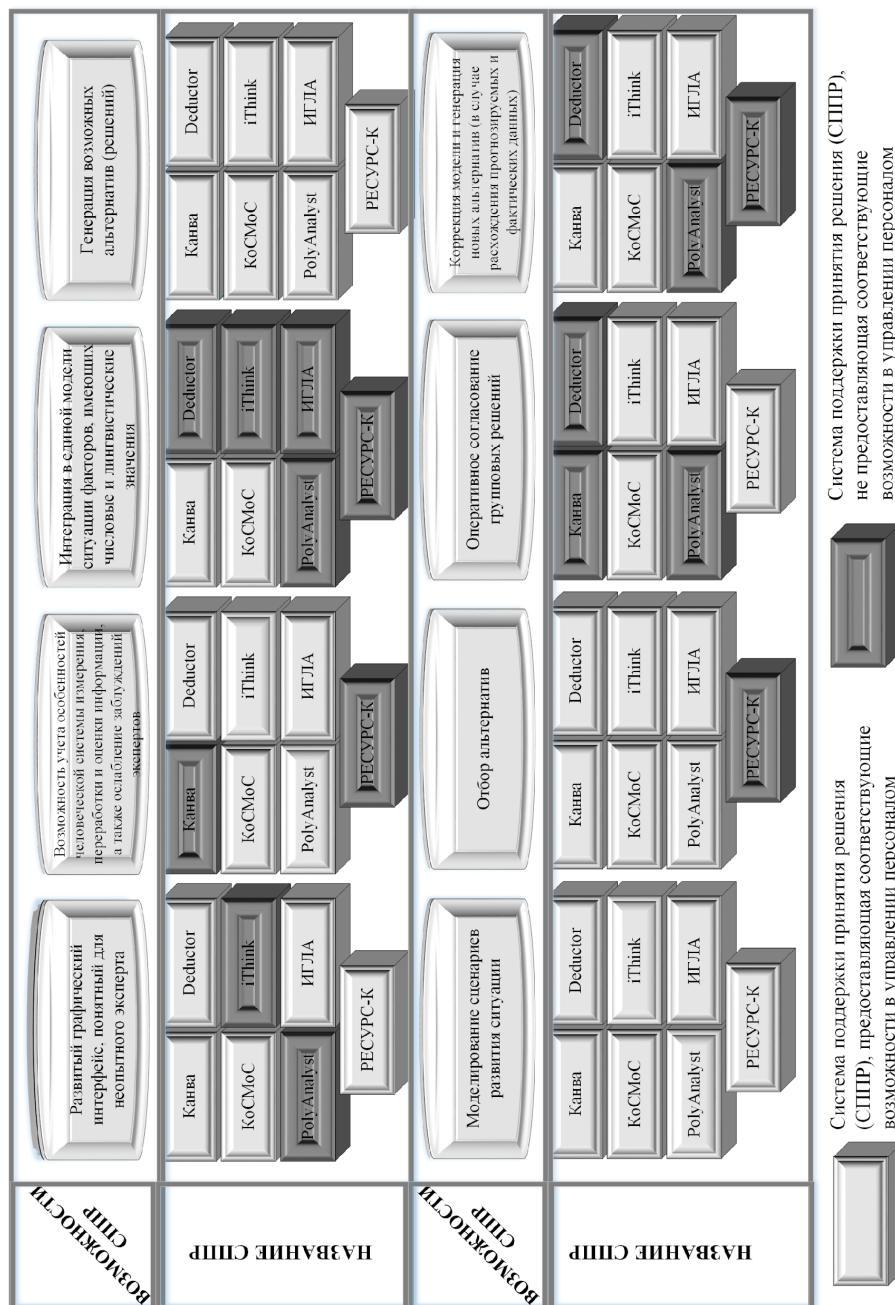 ВОЗМОЖНОСТИ
СППР
Развитый графический
интерфейс, понятный для
неопытного эксперта
Возможность учета особенностей
человеческой системы измерения,
переработки и оценки информации,
а также ослабление заблуждений
экспертов
Интеграция в единой модели
ситуации факторов, имеющих
числовые и лингвистические
значения
Генерация возможных
альтернатив (решений)
НАЗВАНИЕ СППР
Канва
Deductor
КоСМоС
iThink
PolyAnalyst
ИГЛА
РЕСУРС-К
Канва
Deductor
КоСМоС
iThink
PolyAnalyst
ИГЛА
РЕСУРС-К
Канва
Deductor
КоСМоС
iThink
PolyAnalyst
ИГЛА
РЕСУРС-К
Канва
Deductor
КоСМоС
iThink
PolyAnalyst
ИГЛА
РЕСУРС-К
ВОЗМОЖНОСТИ
СППР
Моделирование сценариев
развития ситуации
Отбор альтернатив
Оперативное согласование
групповых решений
Коррекция модели и генерация
новых альтернатив (в случае
расхождения прогнозируемых и
фактических данных)
НАЗВАНИЕ СППР
Канва
Deductor
КоСМоС
iThink
PolyAnalyst
ИГЛА
РЕСУРС-К
Канва
Deductor
КоСМоС
iThink
PolyAnalyst
ИГЛА
РЕСУРС-К
Канва
Deductor
КоСМоС
iThink
PolyAnalyst
ИГЛА
РЕСУРС-К
Канва
Deductor
КоСМоС
iThink
PolyAnalyst
ИГЛА
РЕСУРС-К
Система поддержки принятия решения
(СППР), предоставляющая соответствующие
возможности в управлении персоналом
Система поддержки принятия решения (СППР),
не предоставляющая соответствующие
возможности в управлении персоналом